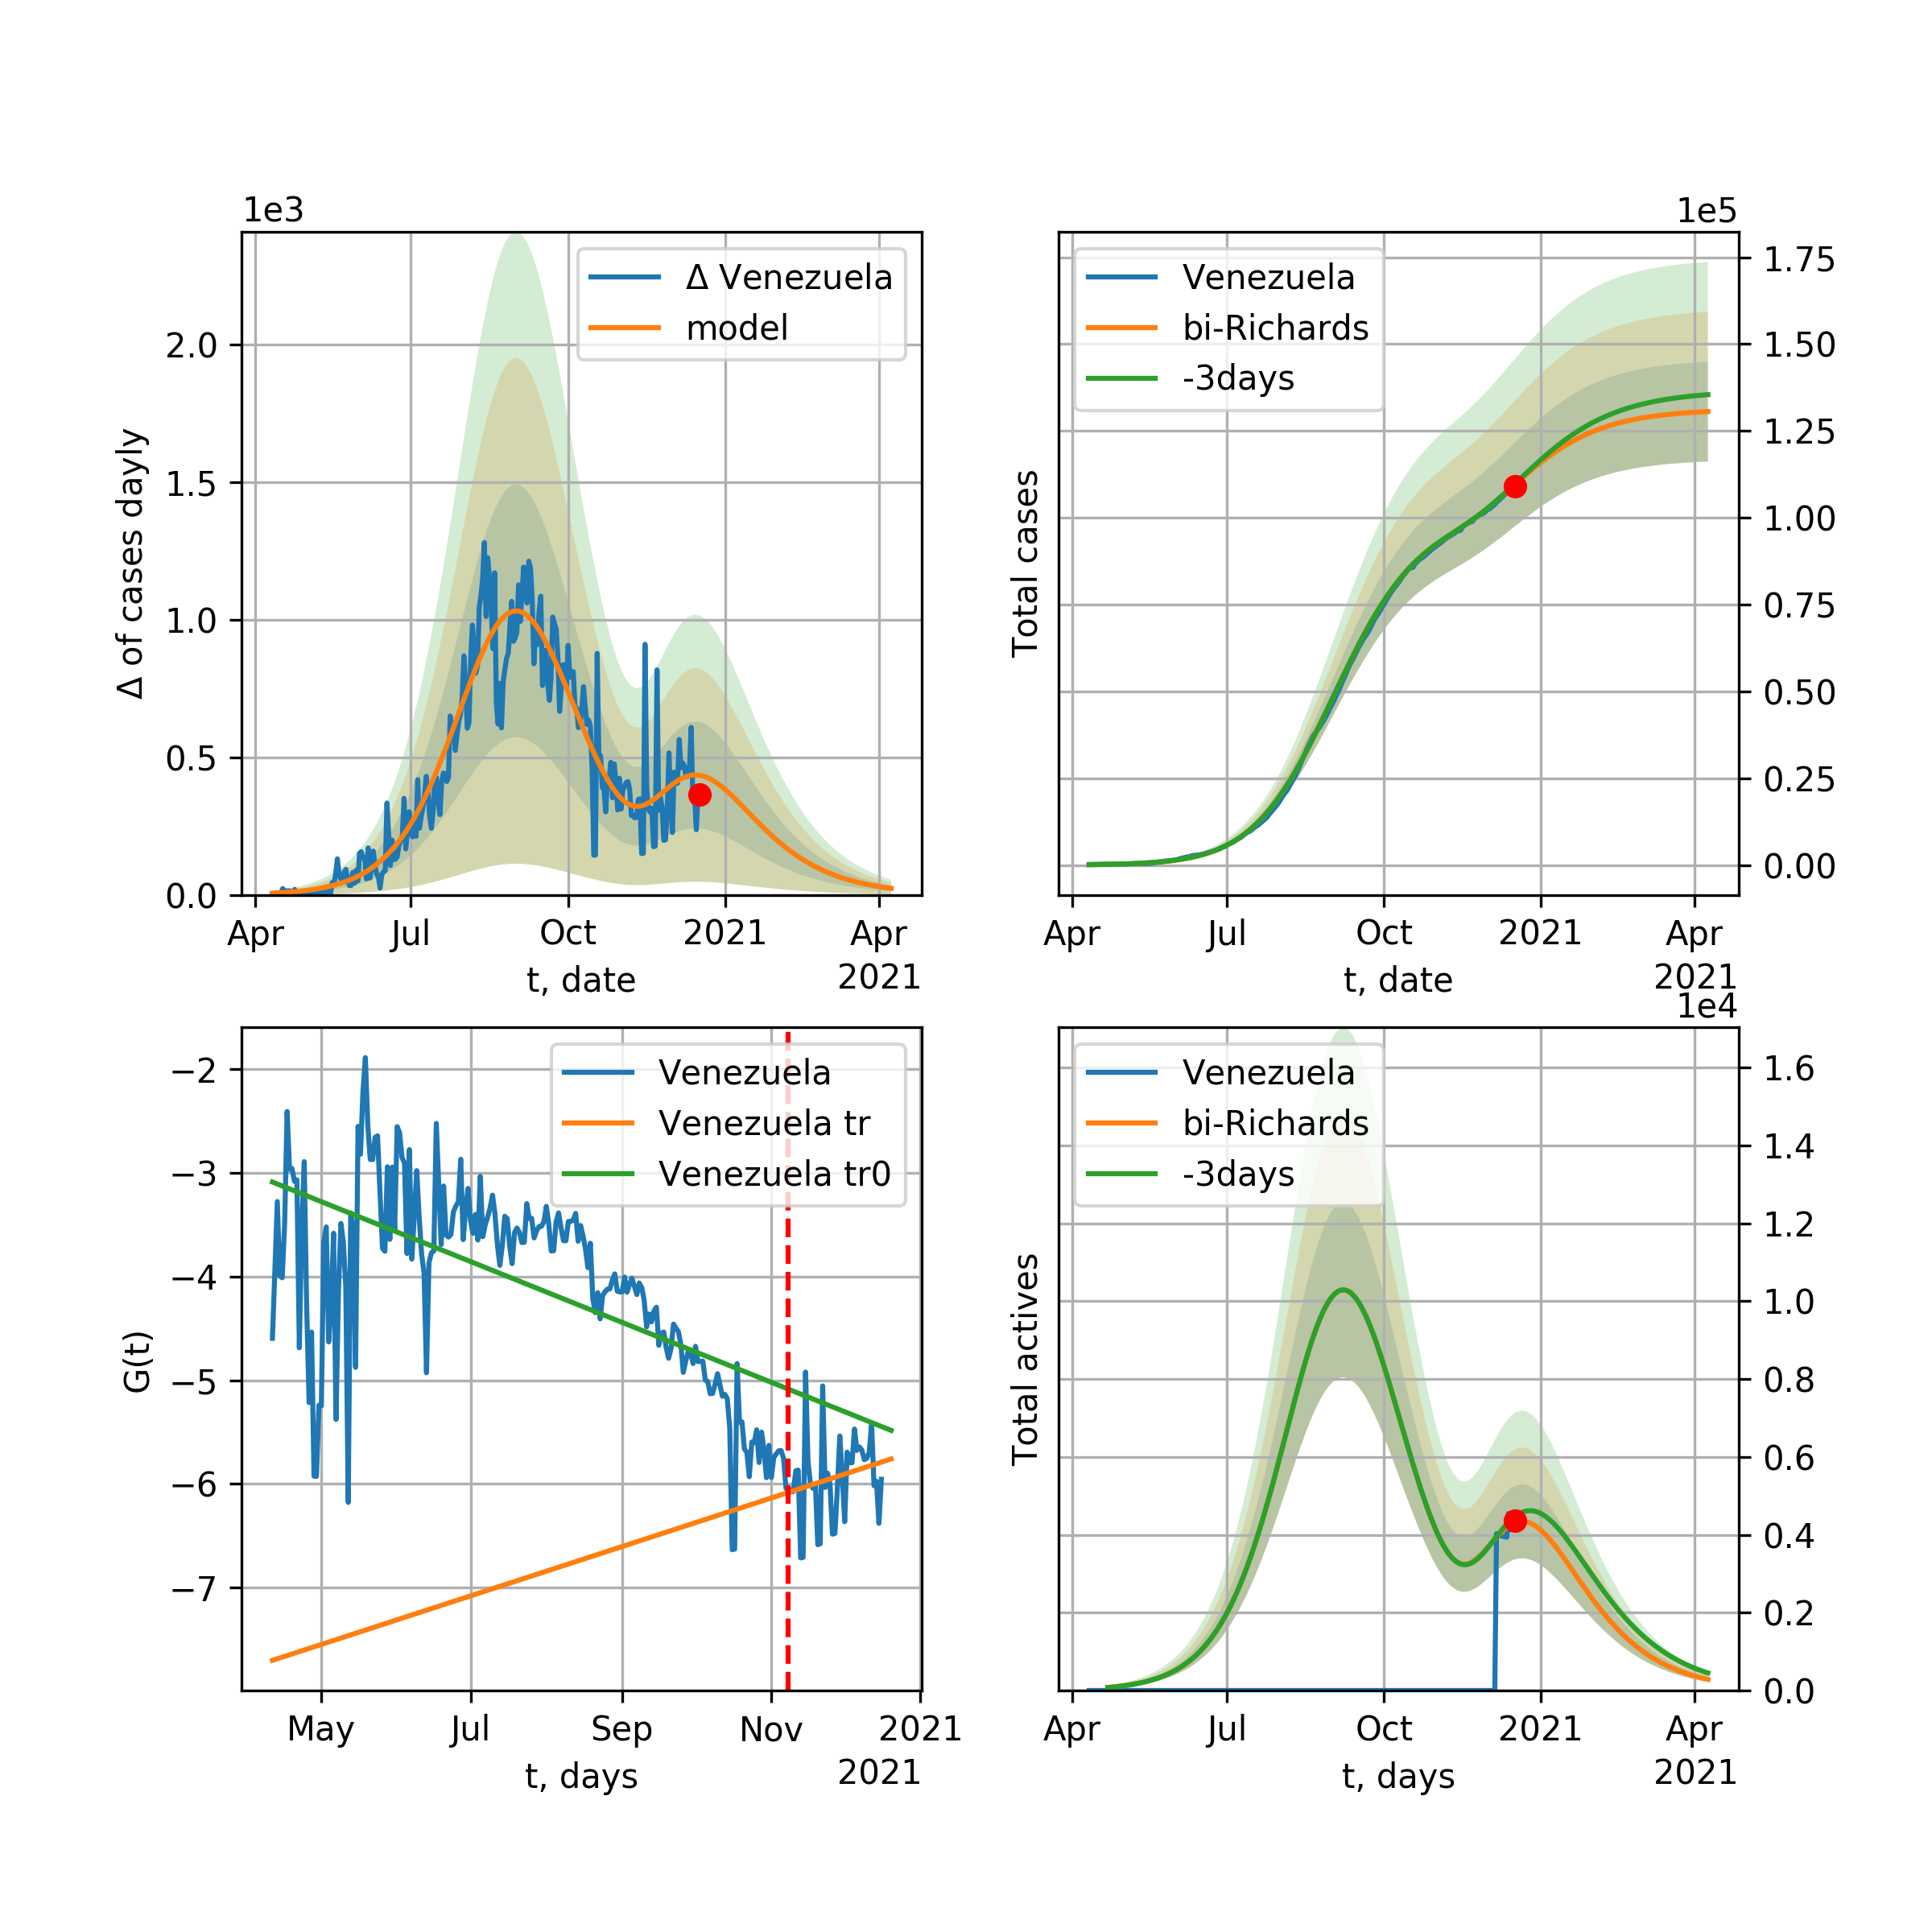 1e3
Δ of cases dayly
2.0
1.5
1.0
0.5
0.0
Δ Venezuela
model
Apr Jul Oct 2021 Apr
2021
t, date
1e5
Total cases
Venezuela
bi-Richards
-3days
1.75
1.50
1.25
1.00
0.75
0.50
0.25
0.00
Apr Jul Oct 2021 Apr
2021
t, date
G(t)
−2
−3
−4
−5
−6
−7
Venezuela
Venezuela tr
Venezuela tr0
May Jul Sep Nov 2021
2021
t, days
1e4
Total actives
Venezuela
bi-Richards
-3days
1.6
1.4
1.2
1.0
0.8
0.6
0.4
0.2
0.0
Apr Jul Oct 2021 Apr
2021
t, days